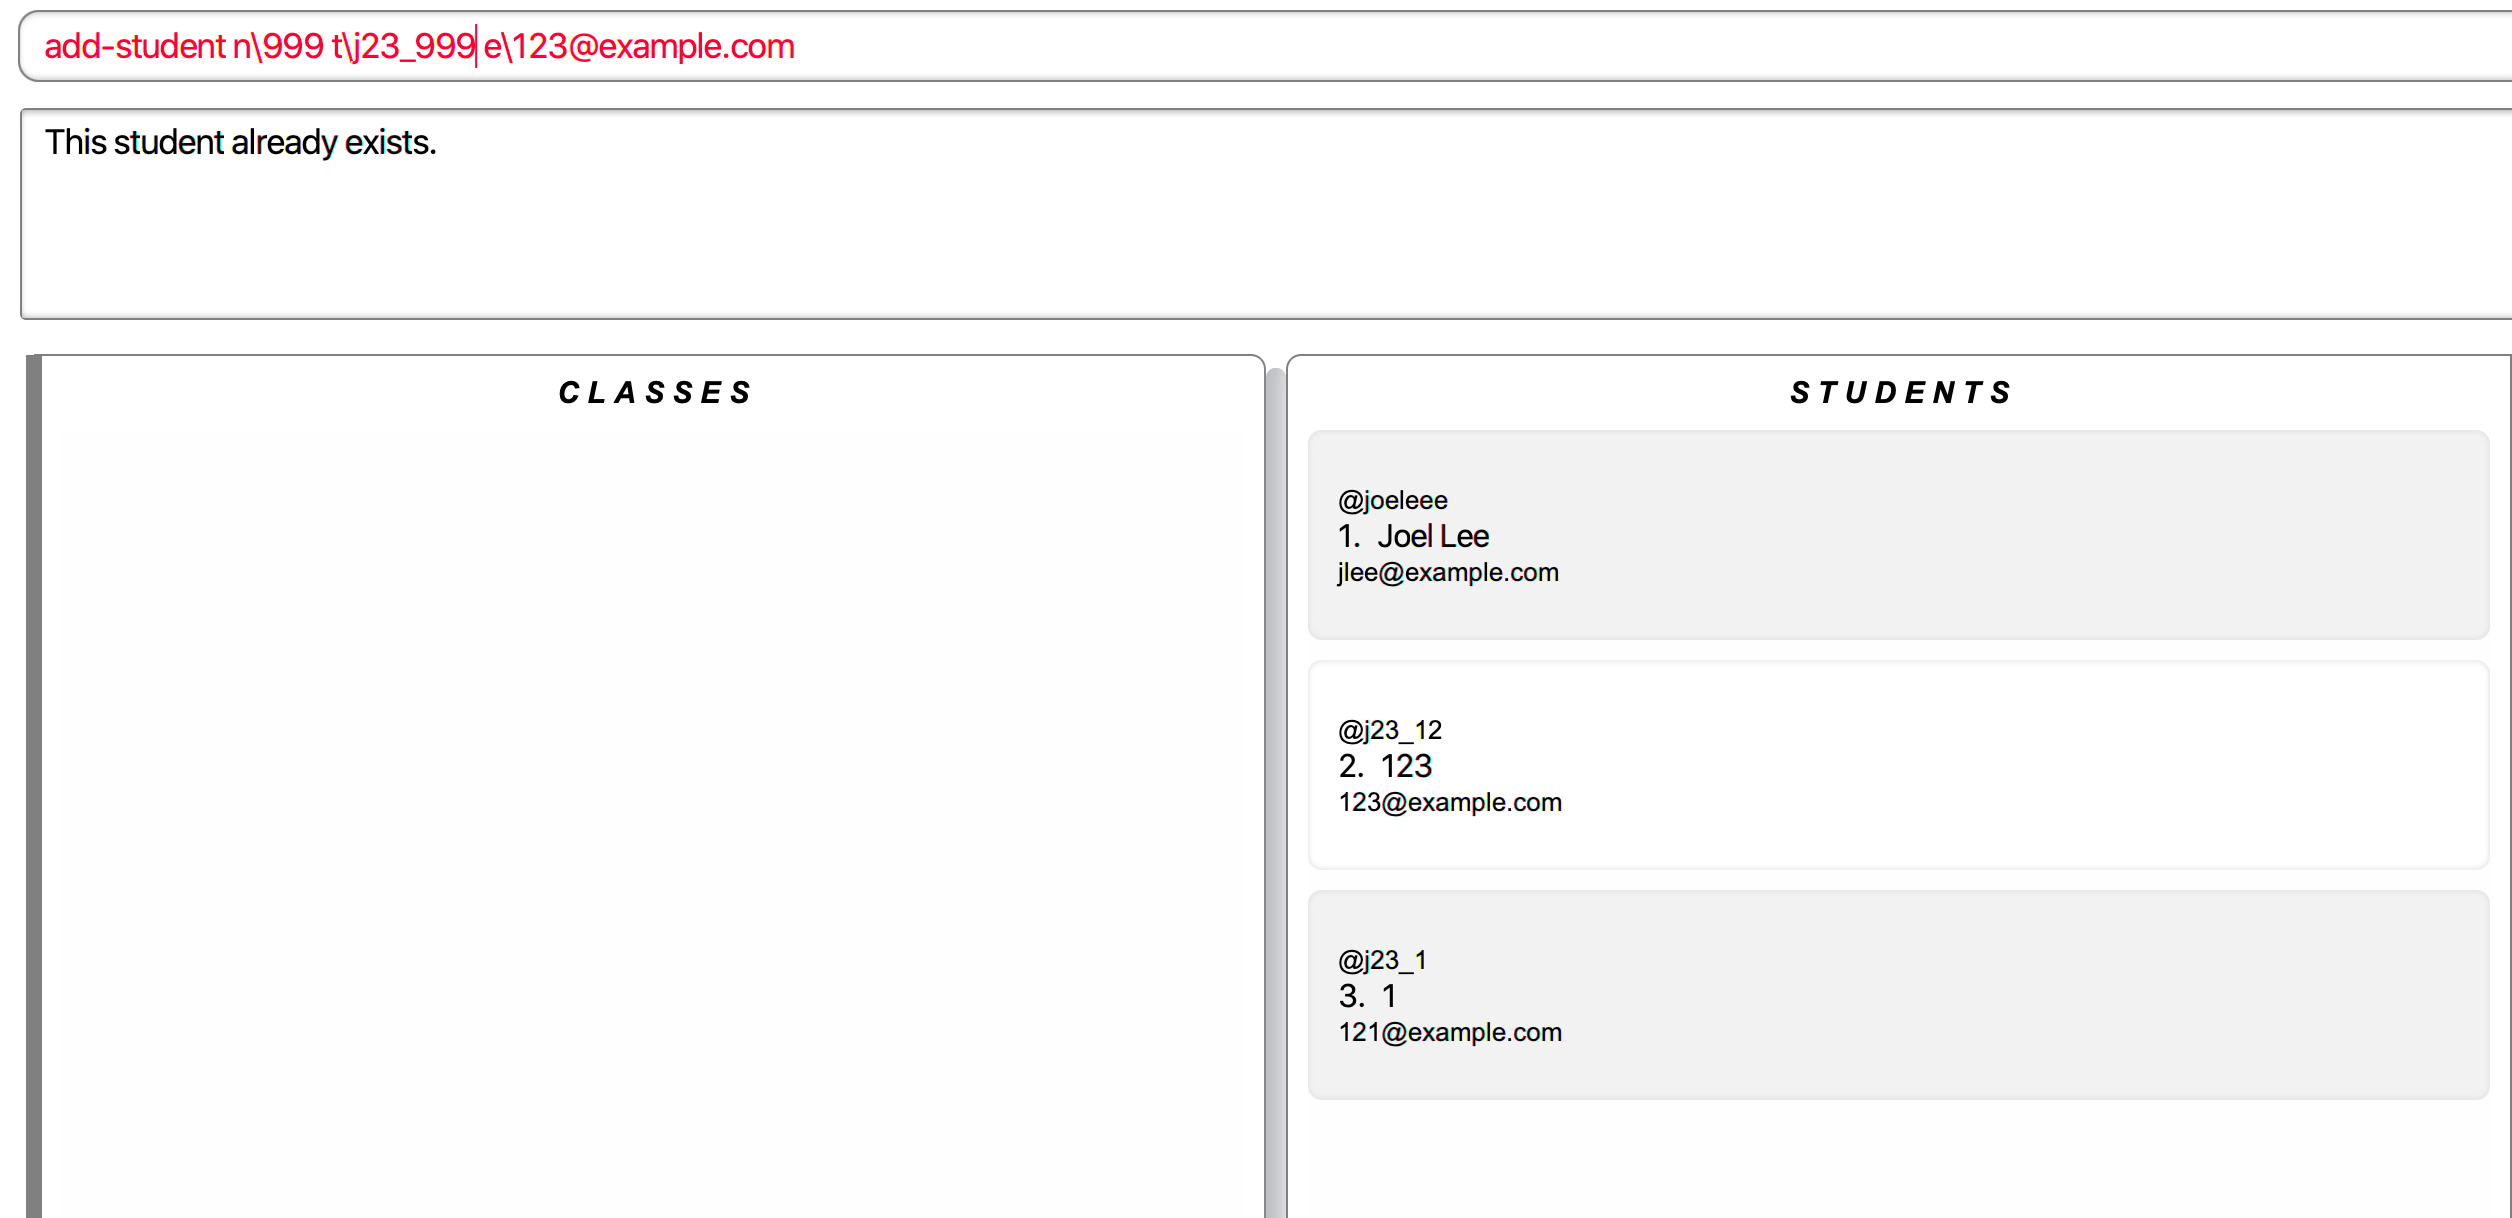 add-student n\999 t\j23_999 e\123@example.com
This student already exists.
CLASSES
STUDENTS
@joeleee
1. Joel Lee
jlee@example.com
@j23_12
2. 123
123@example.com
@j23_1
3. 1
121@example.com